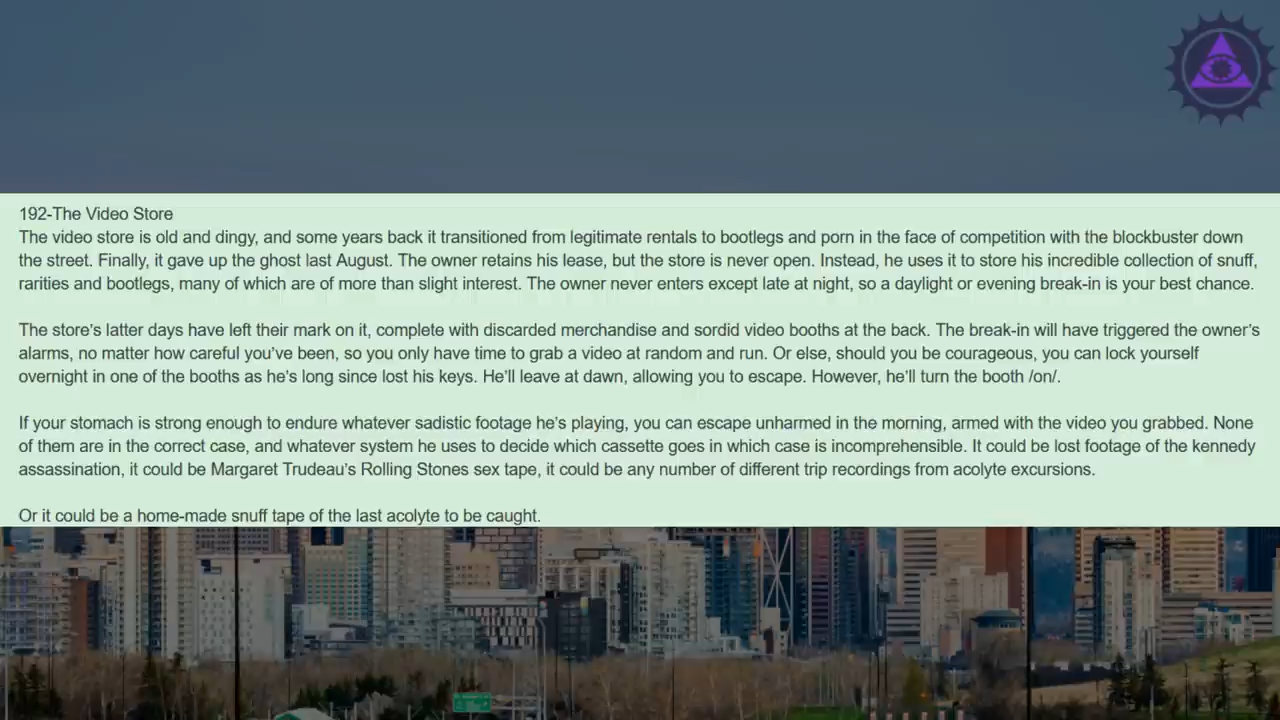 192-The Video Store
The video store is old and dingy, and some years back it transitioned from legitimate rentals to bootlegs and porn in the face of competition with the blockbuster down
the street. Finally, it gave up the ghost last August. The owner retains his lease, but the store is never open. Instead, he uses it to store his incredible collection of snuff,
rarities and bootlegs, many of which are of more than slight interest. The owner never enters except late at night, so a daylight or evening break-in is your best chance.
The store’s latter days have left their mark on it, complete with discarded merchandise and sordid video booths at the back. The break-in will have triggered the owner’s
alarms, no matter how careful you’ve been, so you only have time to grab a video at random and run. Or else, should you be courageous, you can lock yourself
overnight in one of the booths as he’s long since lost his keys. He’ll leave at dawn, allowing you to escape. However, he’ll turn the booth /on/.
If your stomach is strong enough to endure whatever sadistic footage he’s playing, you can escape unharmed in the morning, armed with the video you grabbed. None
of them are in the correct case, and whatever system he uses to decide which cassette goes in which case is incomprehensible. It could be lost footage of the kennedy
assassination, it could be Margaret Trudeau’s Rolling Stones sex tape, it could be any number of different trip recordings from acolyte excursions.
Or it could be a home-made snuff tape of the last acolyte to be caught.